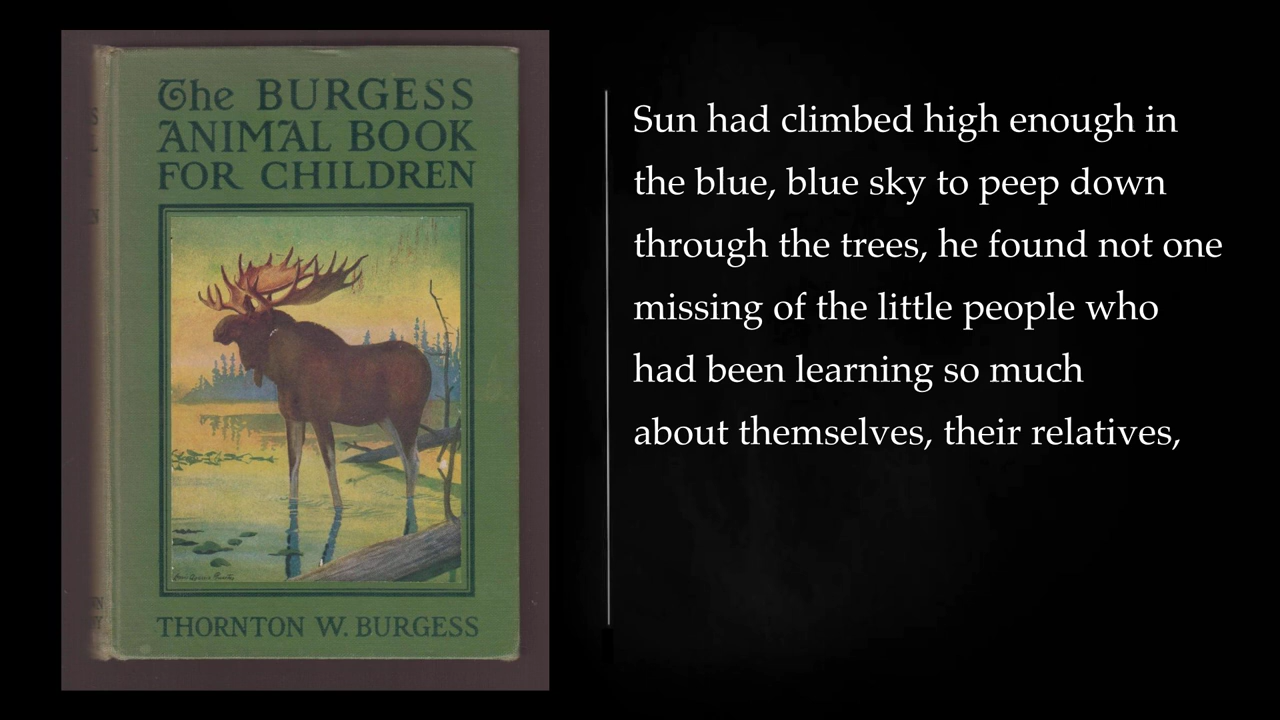 The BURGESS
ANIMAL BOOK
FOR CHILDREN
THORNTON W. BURGESS
Sun had climbed high enough in
the blue, blue sky to peep down
through the trees, he found not one
missing of the little people who
had been learning so much
about themselves, their relatives,